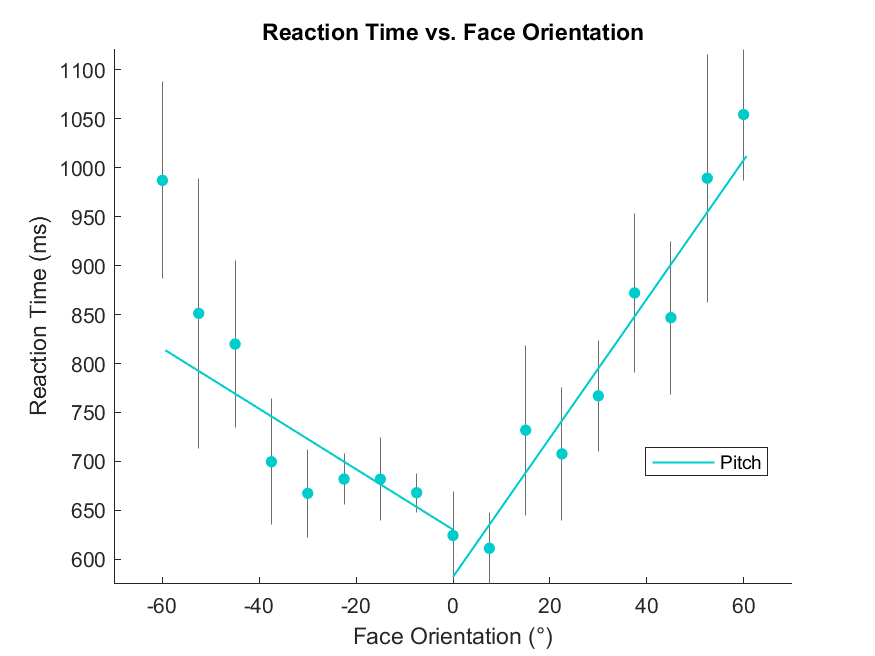 Reaction Time vs. Face Orientation
1100
1050
1000
950
900
850
800
750
700
650
600
Reaction Time (ms)
Pitch
-60 -40 -20 0 20 40 60
Face Orientation (°)